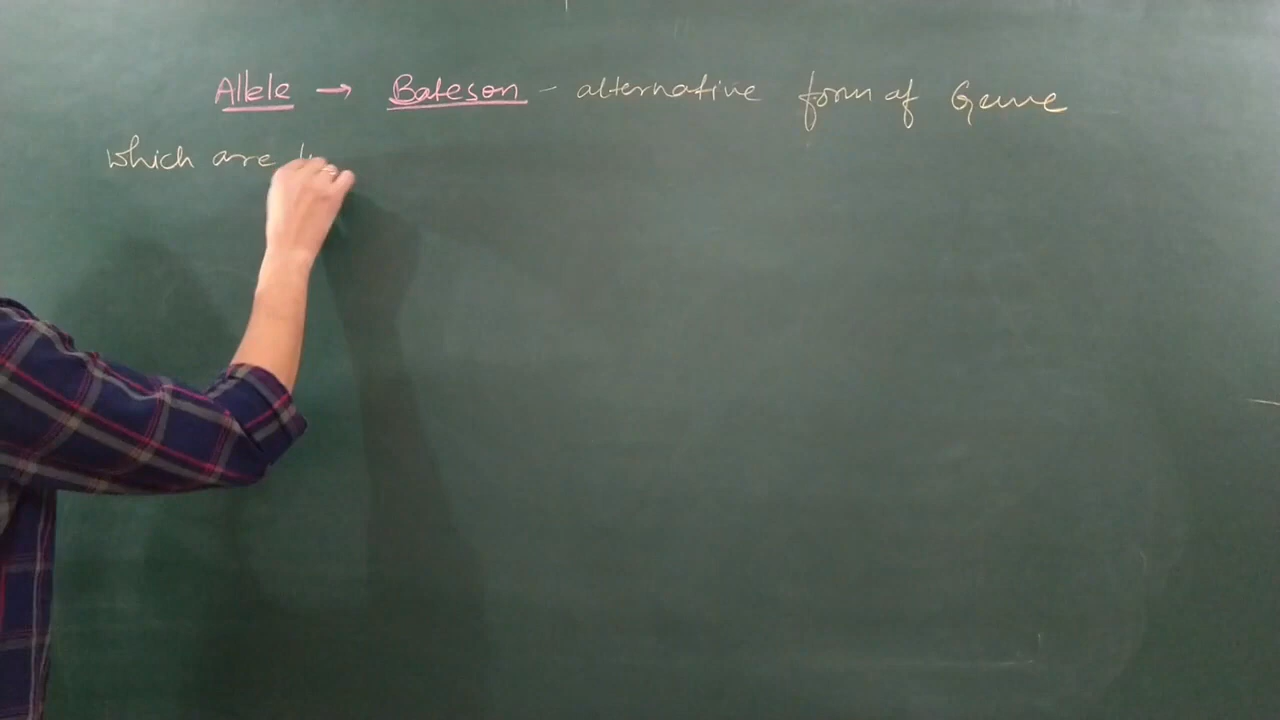 Allele → Bateson - alternative form of Gene
which are